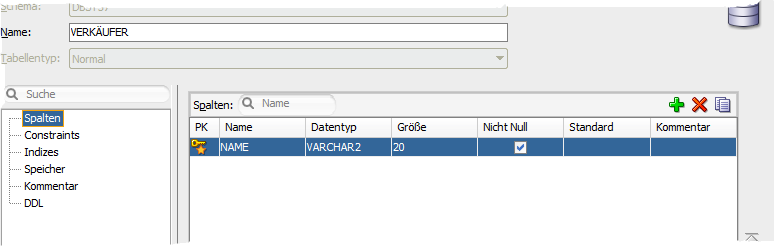 Schema: DBST57
Name: VERKÄUFER
Tabellentyp: Normal
Suche
Spalten
Constraints
Indizes
Speicher
Kommentar
DDL
Spalten: Name
PK Name Datentyp Größe Nicht Null Standard Kommentar
NAME VARCHAR2 20